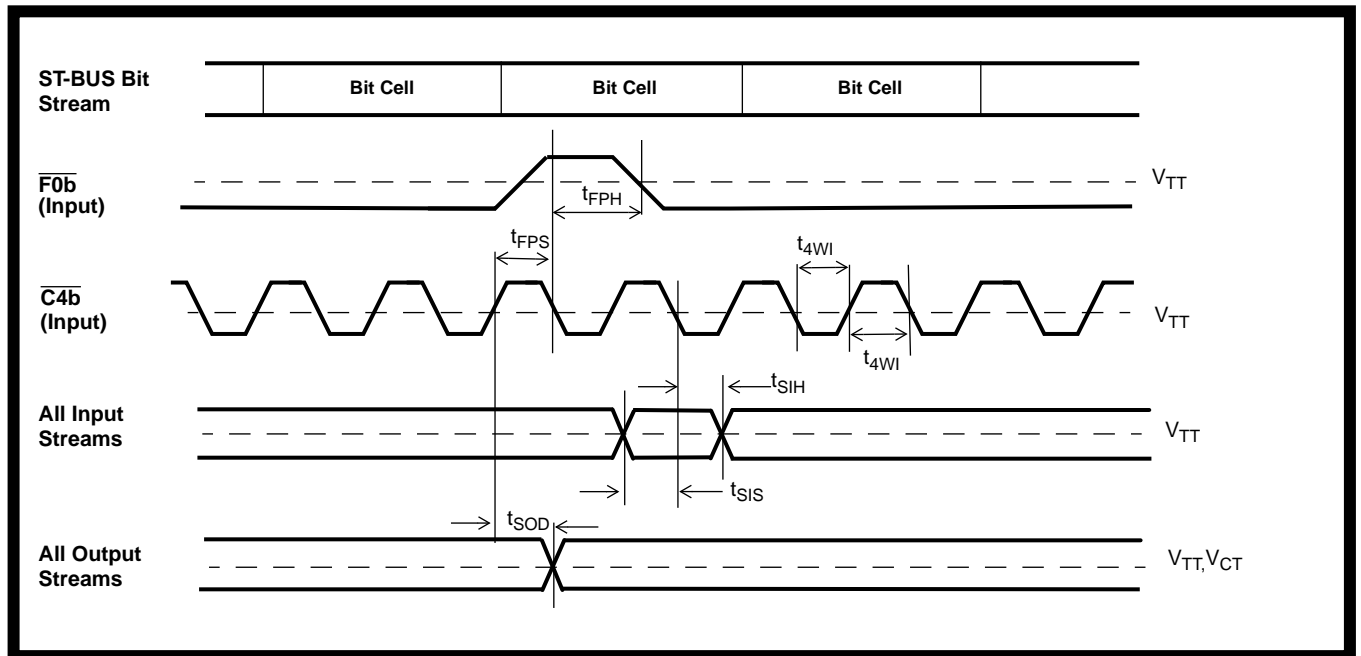 ST-BUS Bit
Stream
Bit Cell
Bit Cell
Bit Cell
F0b
(Input)
VTT
tFPH
tFPS
t4WI
C4b
(Input)
VTT
t4WI
tSIH
All Input
Streams
VTT
tSIS
tSOD
All Output
Streams
VTT,VCT